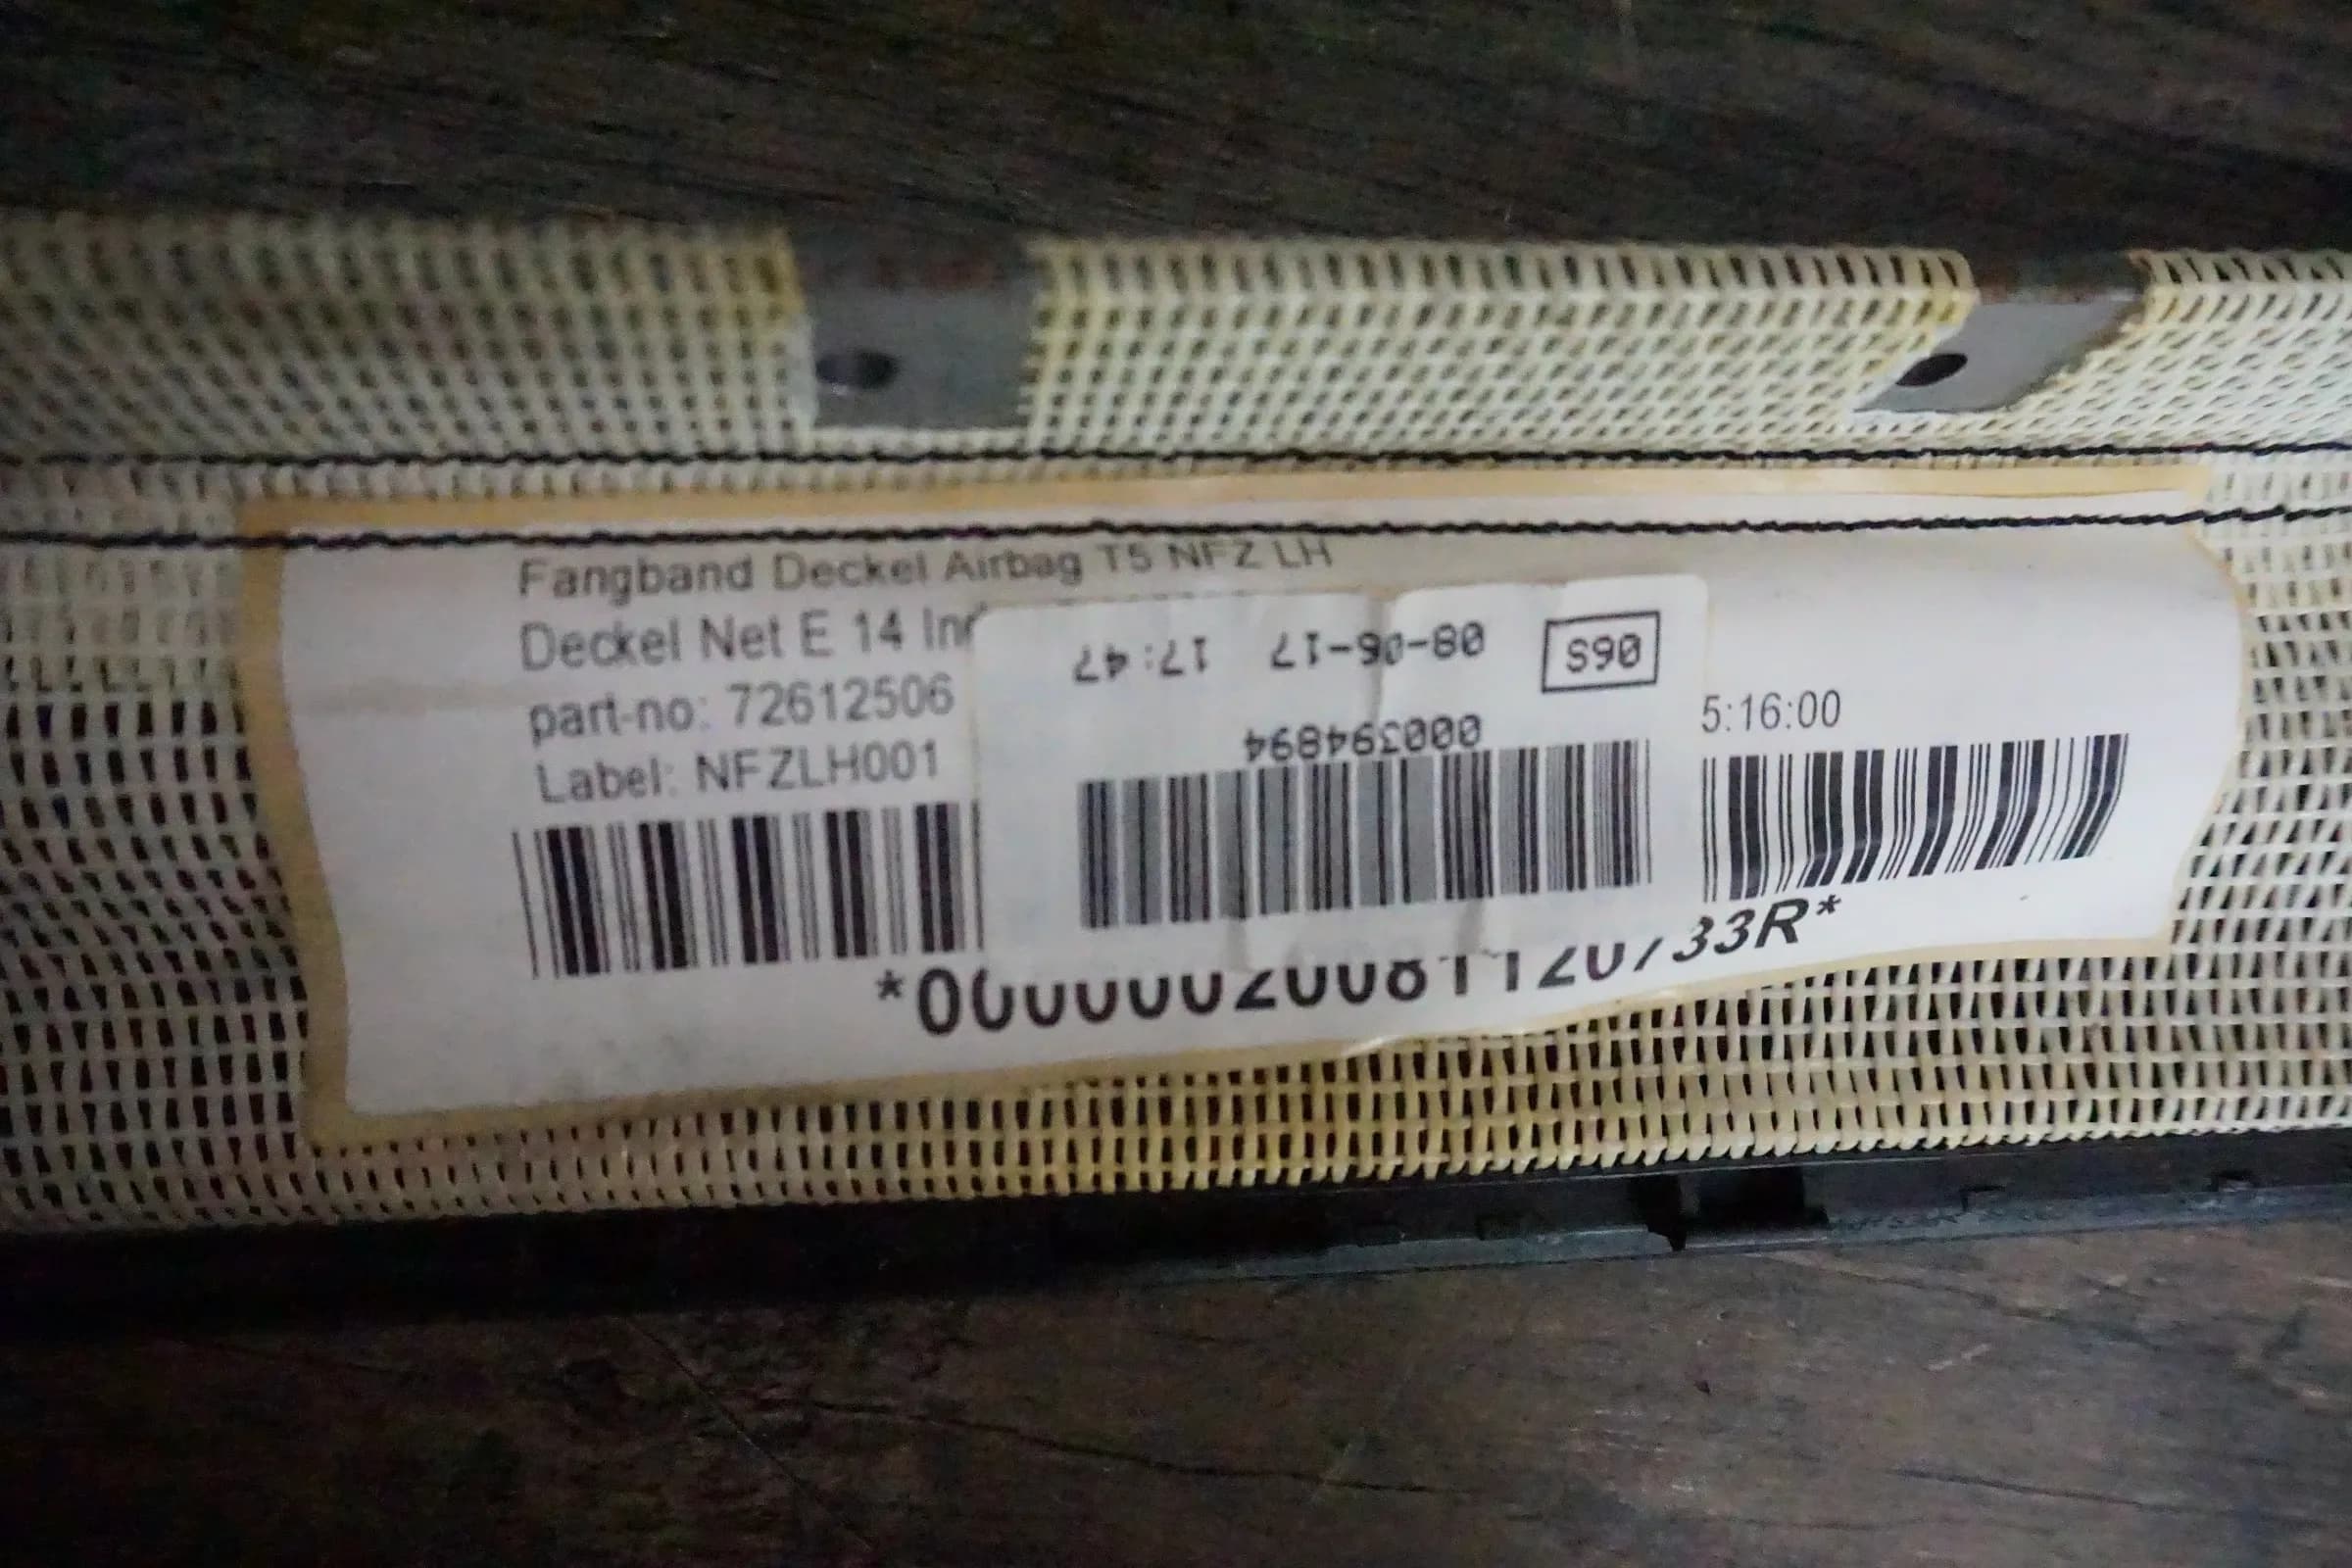 Fangband Deckel Airbag T5 NFZ LH
Deckel Net E 14
part-no: 72612506
Label: NFZLH001
5:16:00
06S
08-06-17 17:47
000394894